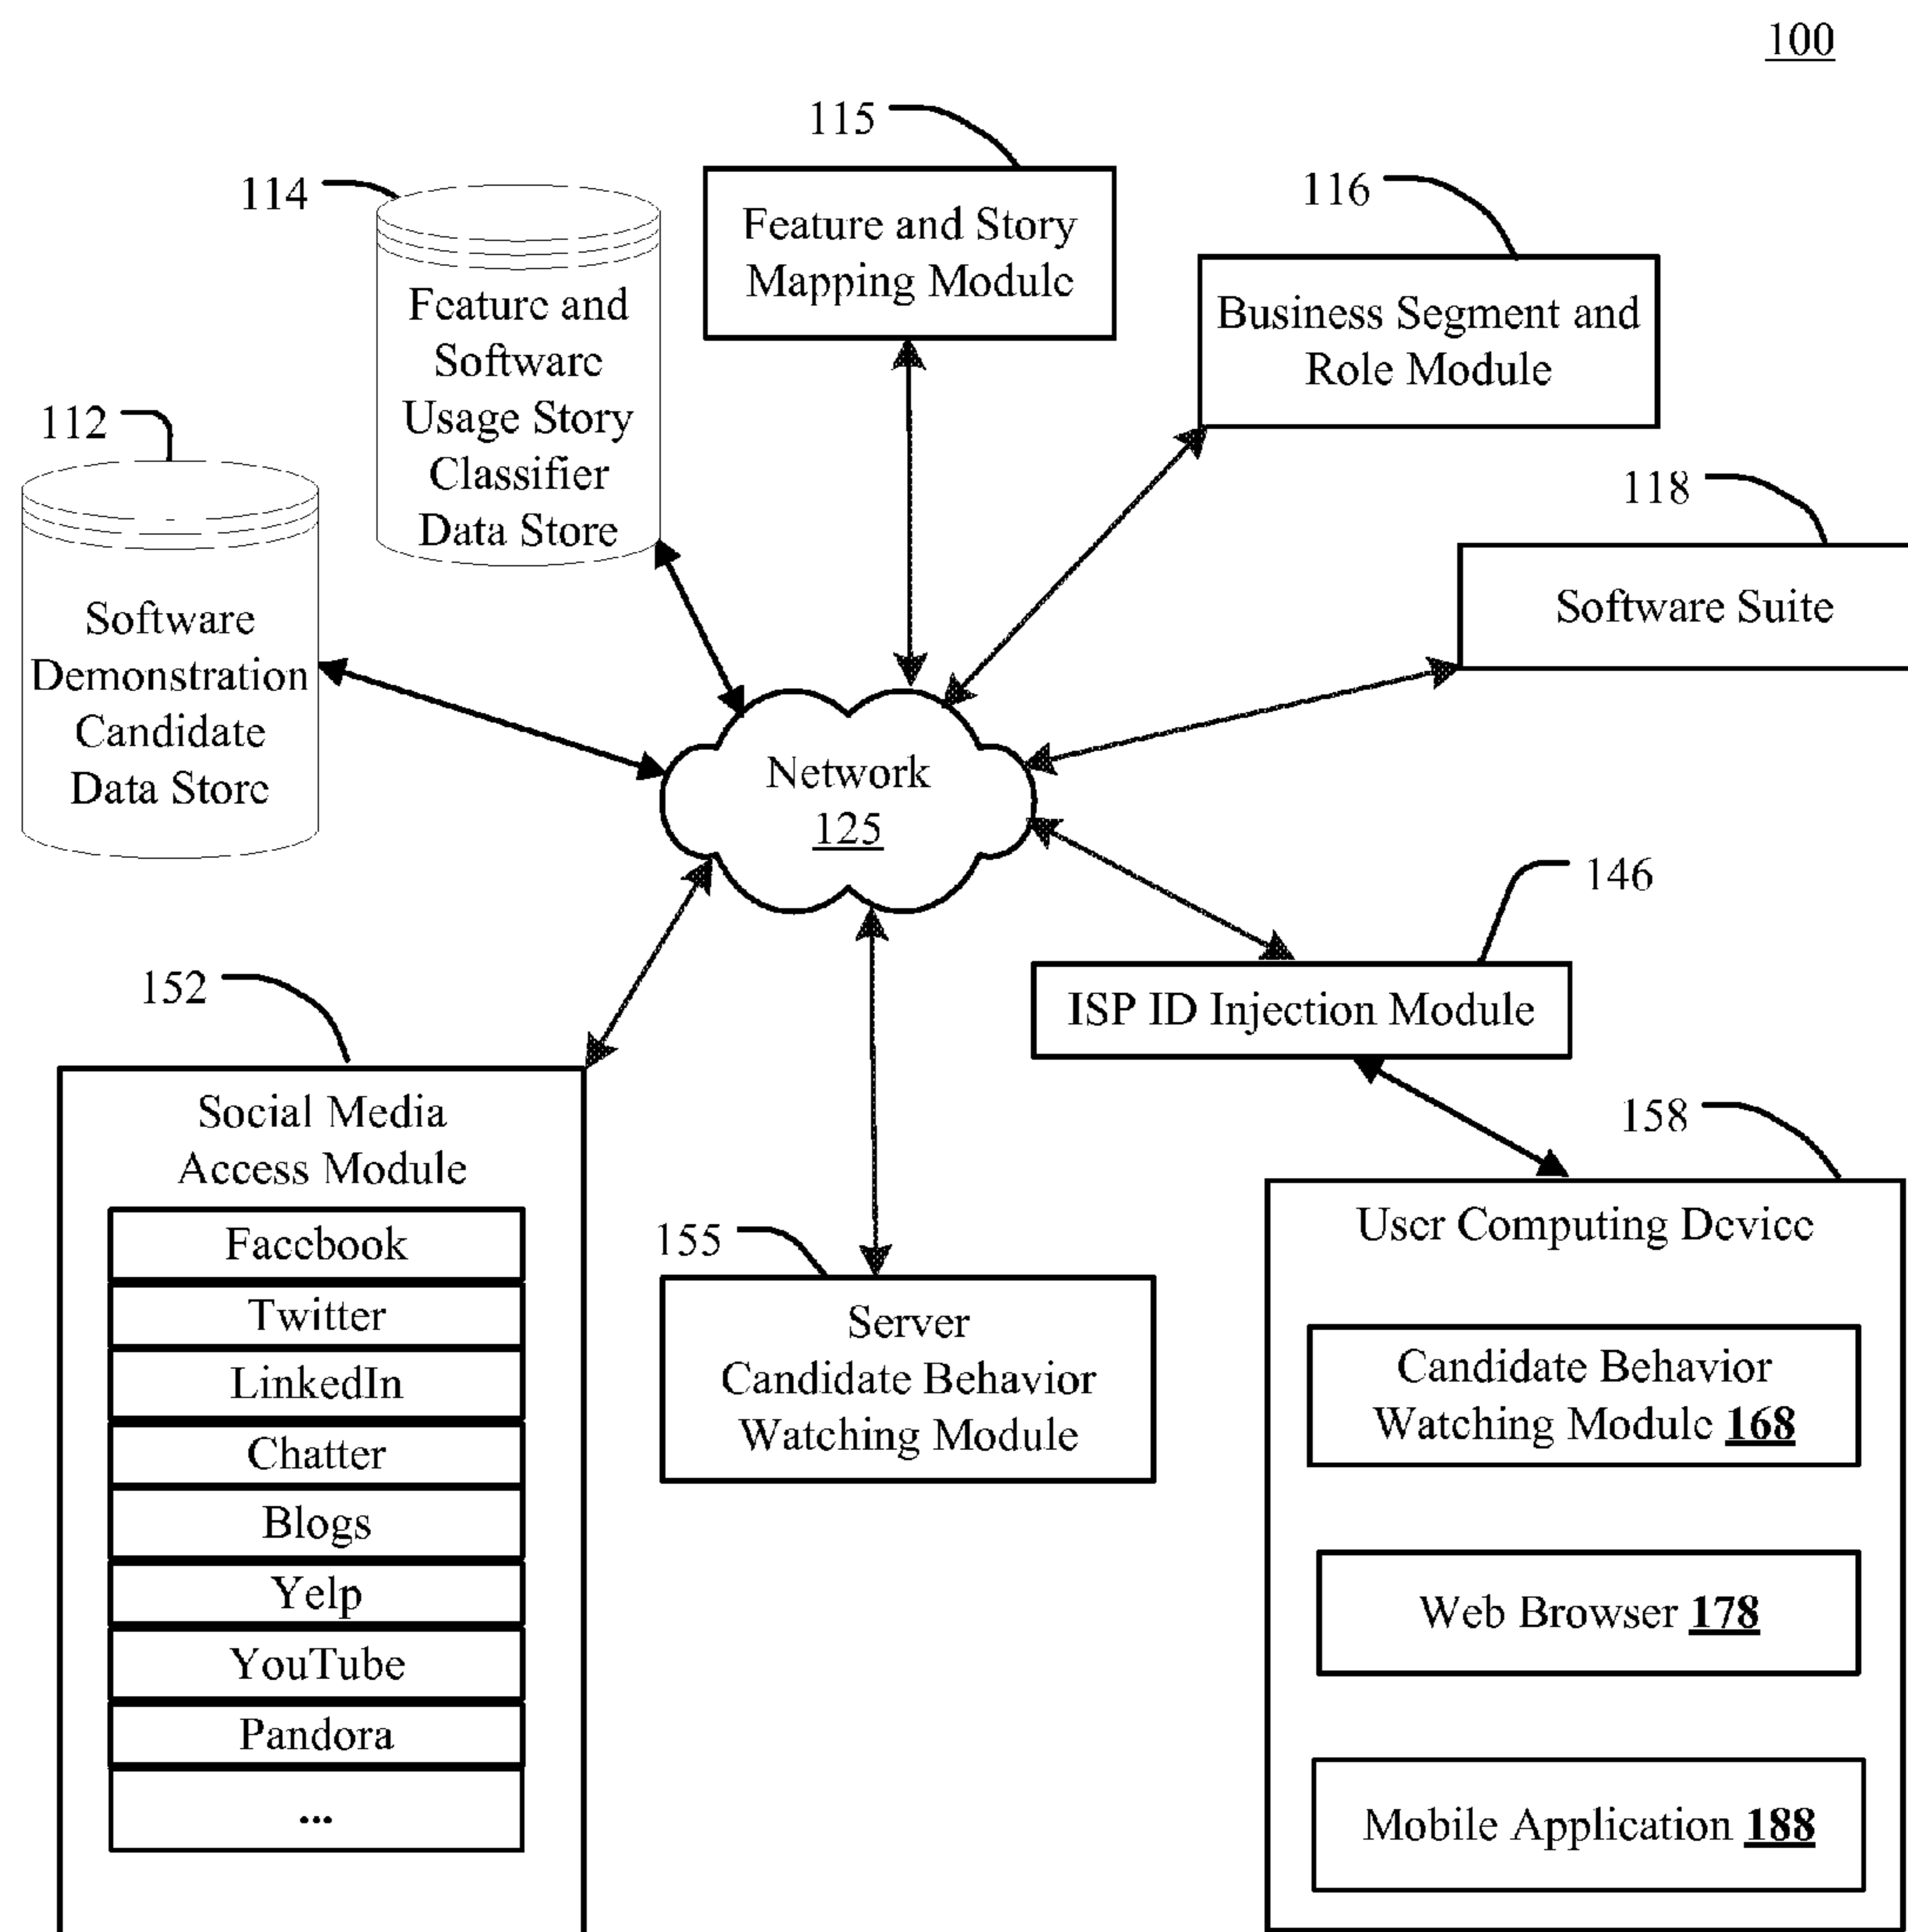 100
115
114
116
Feature and Story
Mapping Module
Business Segment and
Role Module
Feature and
Software
Usage Story
Classifier
Data Store
112
118
Software Suite
Software
Demonstration
Candidate
Data Store
Network
125
146
ISP ID Injection Module
152
Social Media
Access Module
Facebook
Twitter
LinkedIn
Chatter
Blogs
Yelp
YouTube
Pandora
...
155
Server
Candidate Behavior
Watching Module
158
User Computing Device
Candidate Behavior
Watching Module 168
Web Browser 178
Mobile Application 188